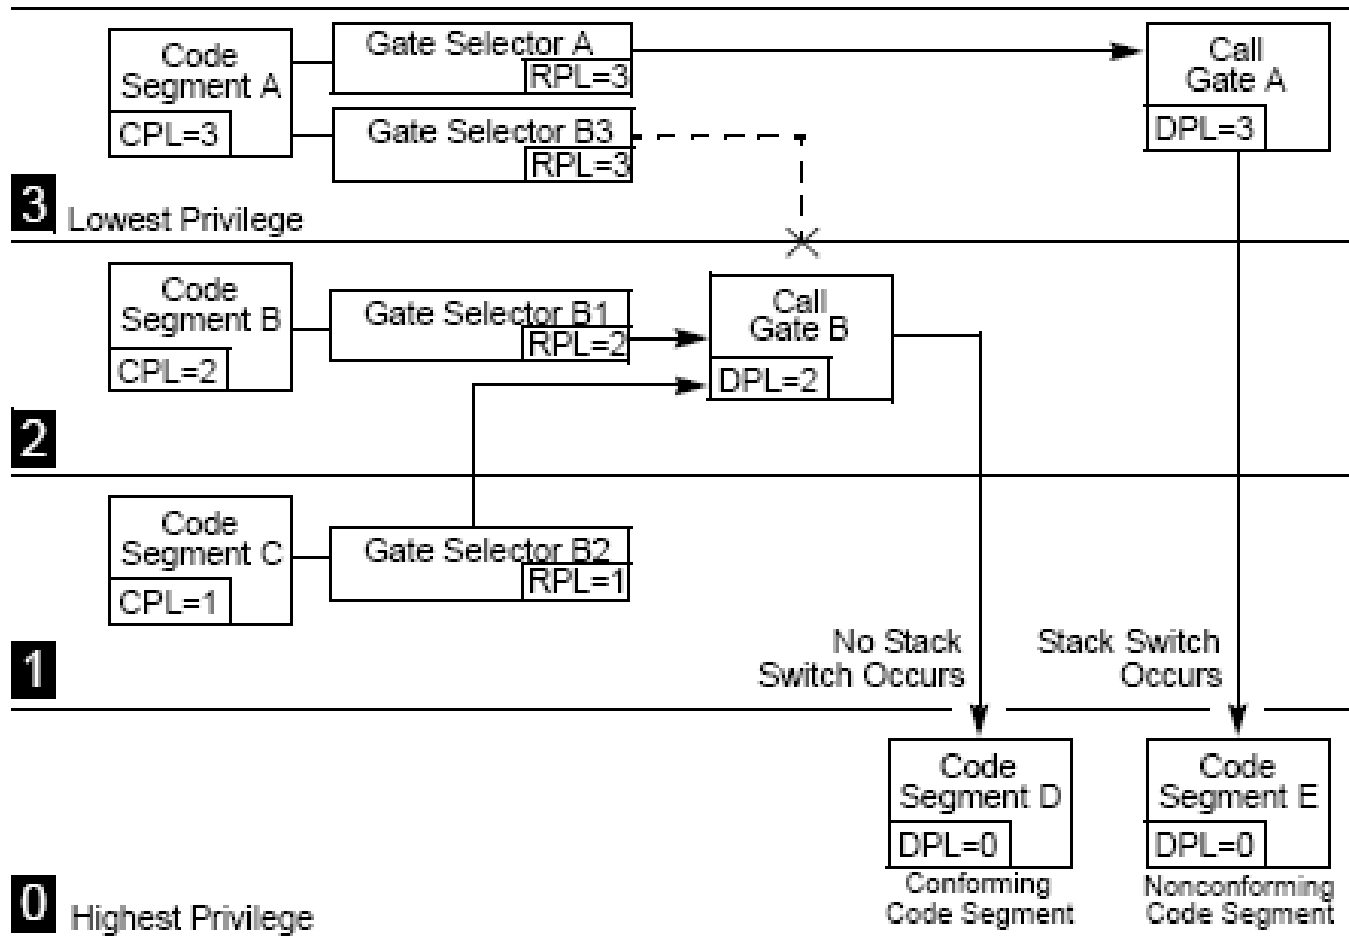 Code
Segment A
CPL=3
Gate Selector A
RPL=3
Gate Selector B3
RPL=3
Call
Gate A
DPL=3
3 Lowest Privilege
Code
Segment B
CPL=2
Gate Selector B1
RPL=2
Call
Gate B
DPL=2
2
Code
Segment C
CPL=1
Gate Selector B2
RPL=1
No Stack
Switch Occurs
Stack Switch
Occurs
1
Code
Segment D
DPL=0
Conforming
Code Segment
Code
Segment E
DPL=0
Nonconforming
Code Segment
0 Highest Privilege